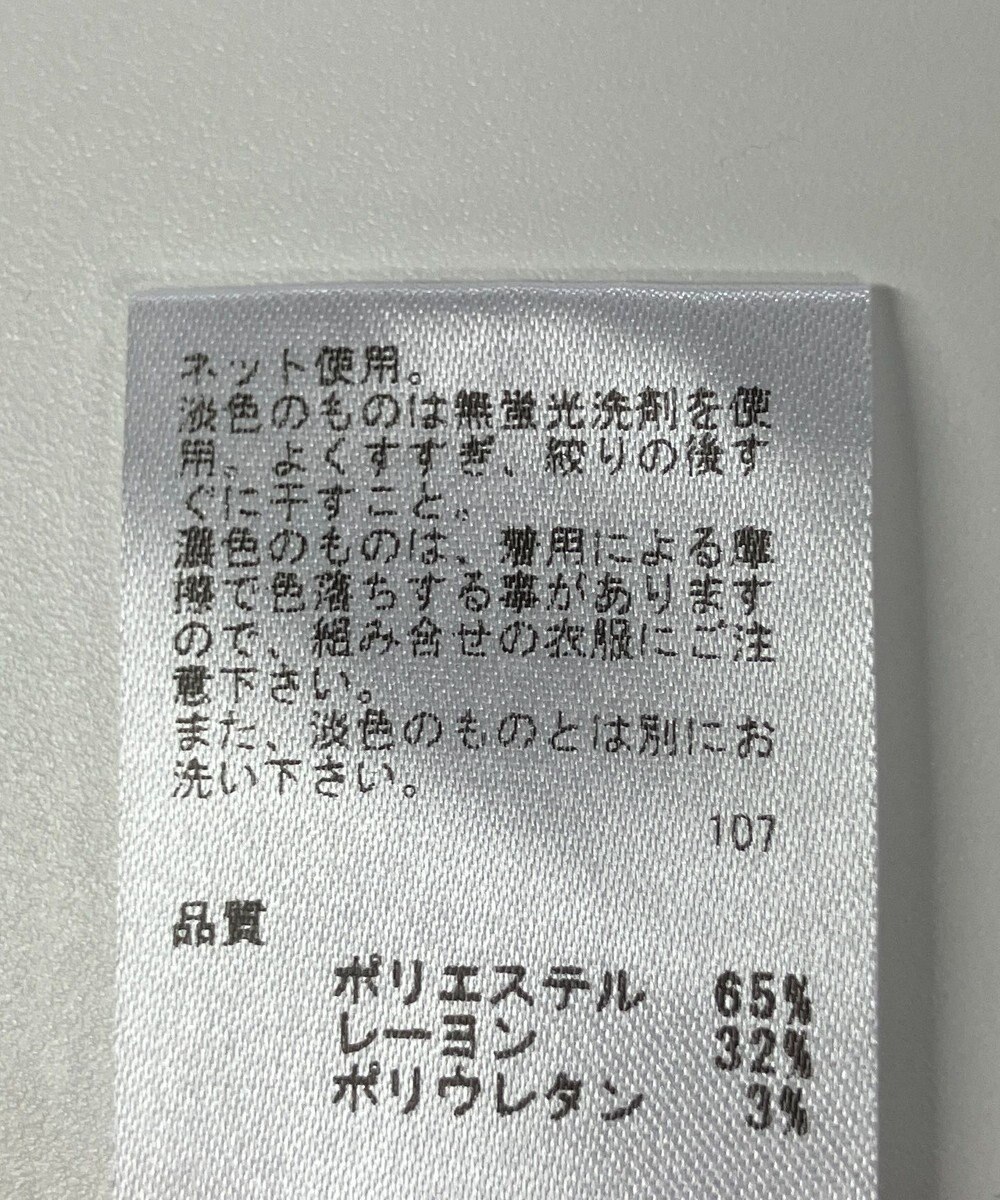 ネット使用。
淡色のものは無蛍光洗剤を使
用。よくすすぎ、絞りの後す
ぐに干すこと。
濃色のものは、着用による摩
擦で色落ちする事があります
ので、組み合せの衣服にご注
意下さい。
また、淡色のものとは別にお
洗い下さい。
107
品質
ポリエステル 65%
レーヨン 32%
ポリウレタン 3%